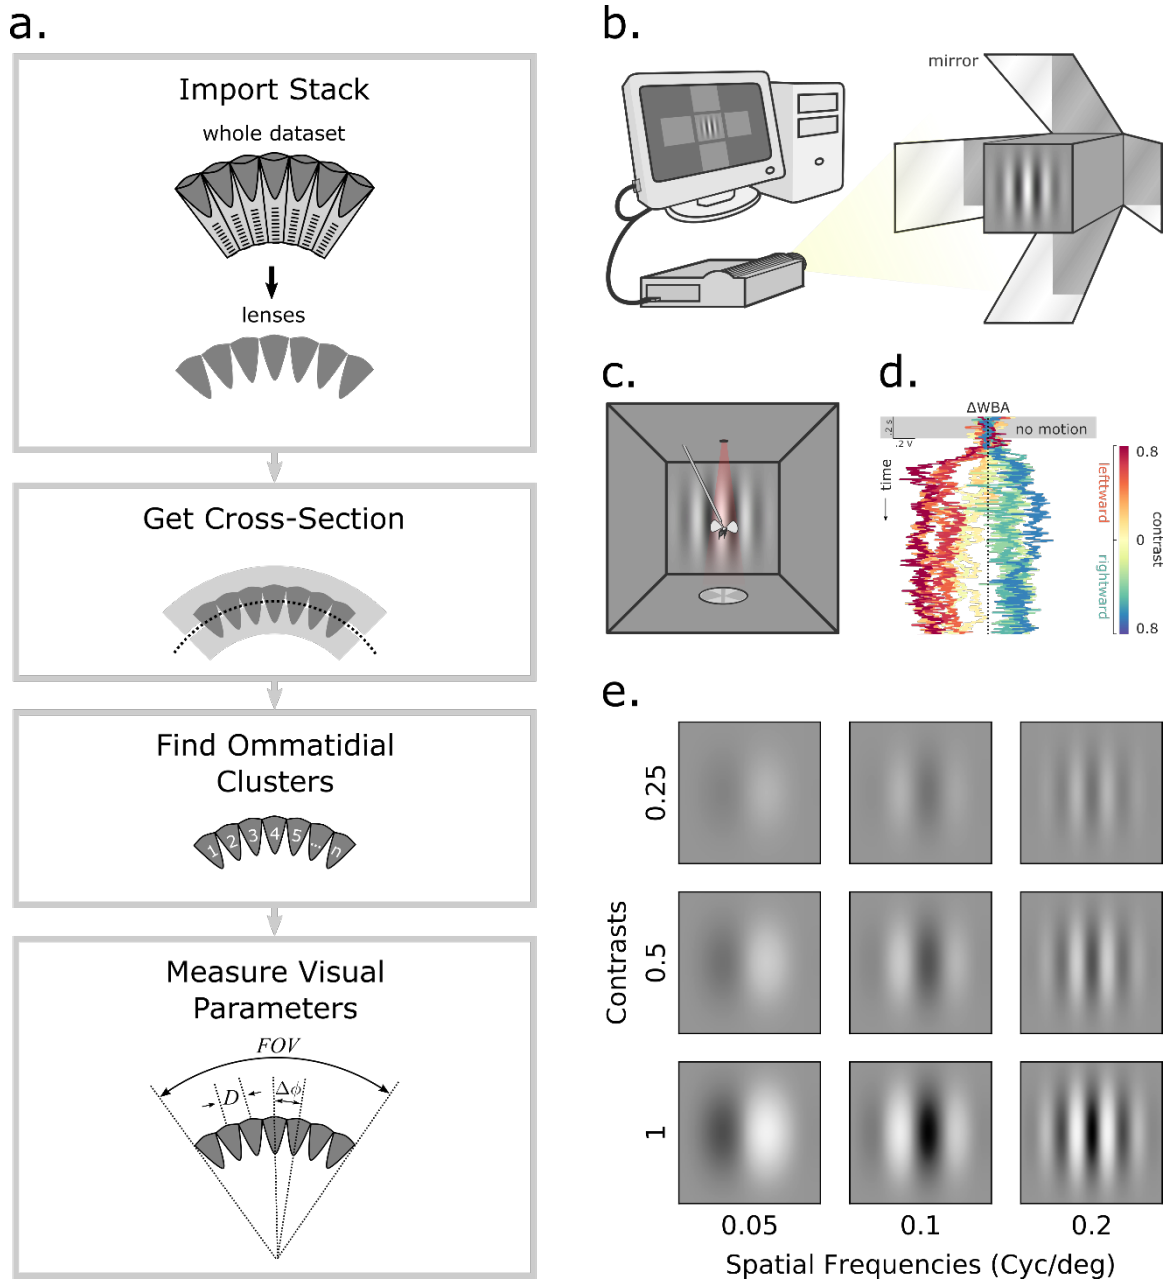 a.
Import Stack
whole dataset
lenses
Get Cross-Section
Find Ommatidial
Clusters
1 2 3 4 5 ... n
Measure Visual
Parameters
FOV
D
Δϕ
b.
mirror
c.
d.
ΔWBA
.2 s
.2 V
no motion
time
leftward
rightward
0.8
0
0.8
contrast
e.
Contrasts
0.25
0.5
1
0.05
0.1
0.2
Spatial Frequencies (Cyc/deg)